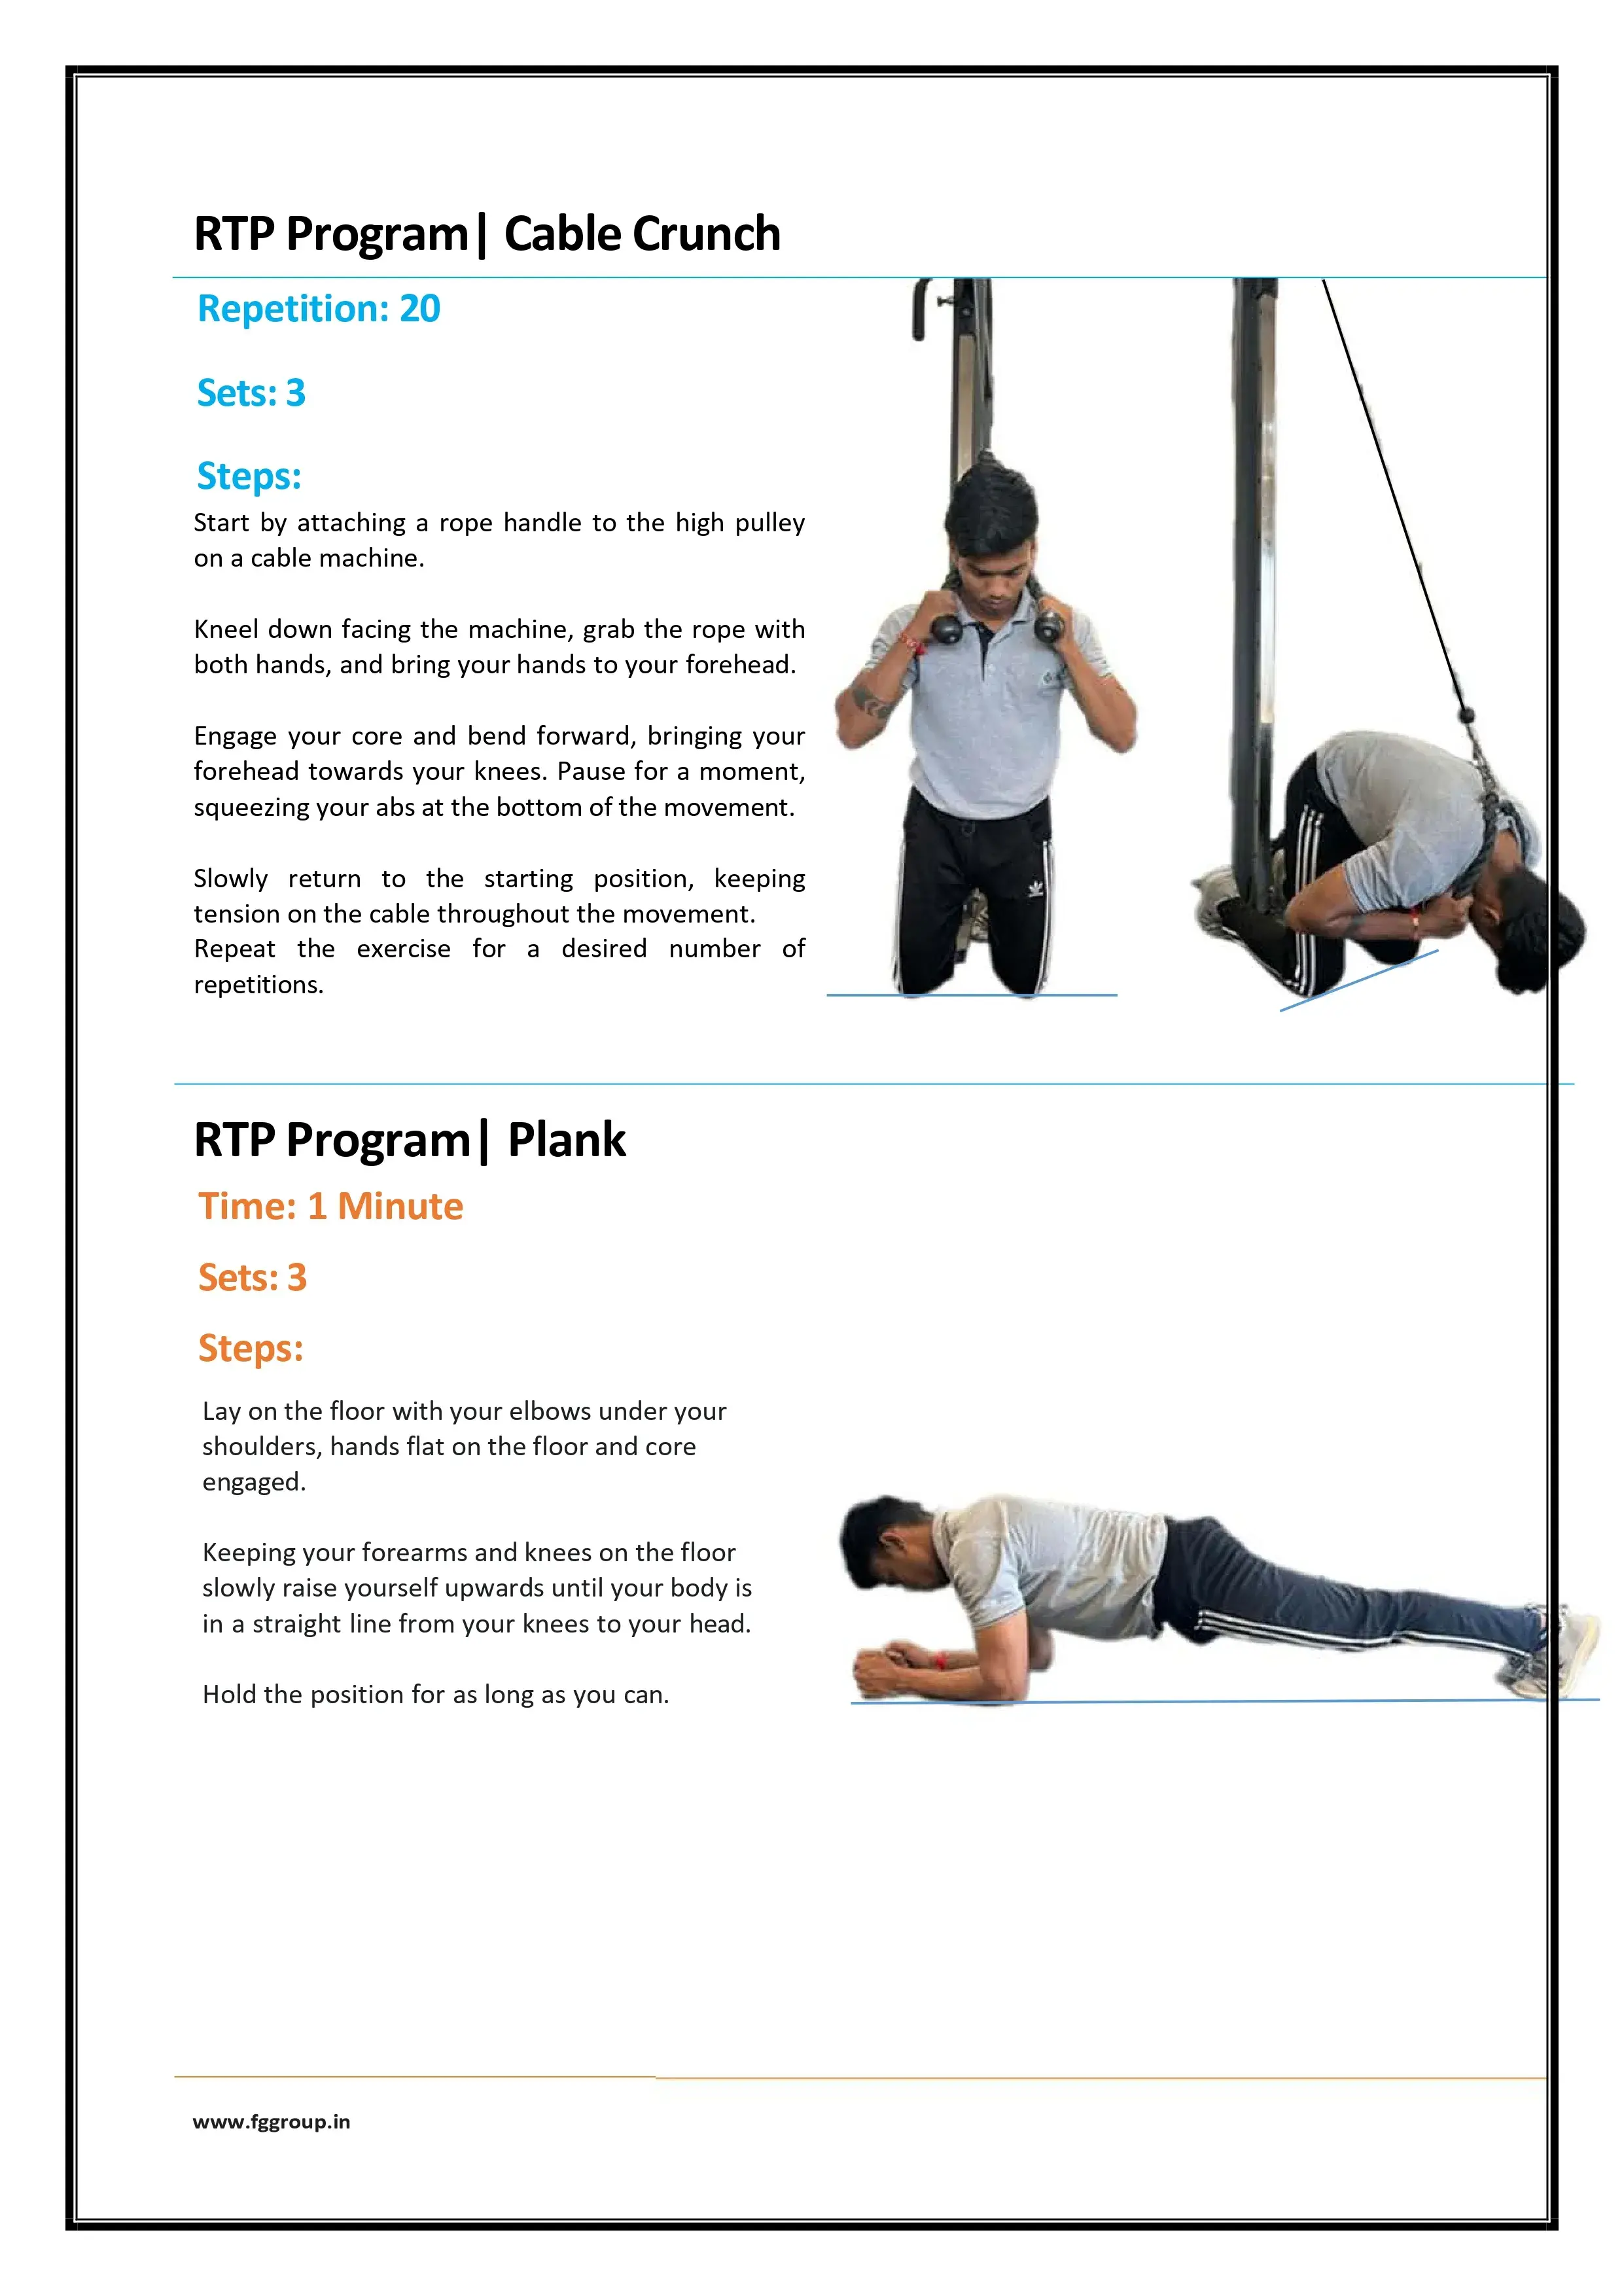 RTP Program| Cable Crunch
Repetition: 20
Sets: 3
Steps:
Start by attaching a rope handle to the high pulley
on a cable machine.
Kneel down facing the machine, grab the rope with
both hands, and bring your hands to your forehead.
Engage your core and bend forward, bringing your
forehead towards your knees. Pause for a moment,
squeezing your abs at the bottom of the movement.
Slowly return to the starting position, keeping
tension on the cable throughout the movement.
Repeat the exercise for a desired number of
repetitions.
RTP Program| Plank
Time: 1 Minute
Sets: 3
Steps:
Lay on the floor with your elbows under your
shoulders, hands flat on the floor and core
engaged.
Keeping your forearms and knees on the floor
slowly raise yourself upwards until your body is
in a straight line from your knees to your head.
Hold the position for as long as you can.
www.fggroup.in